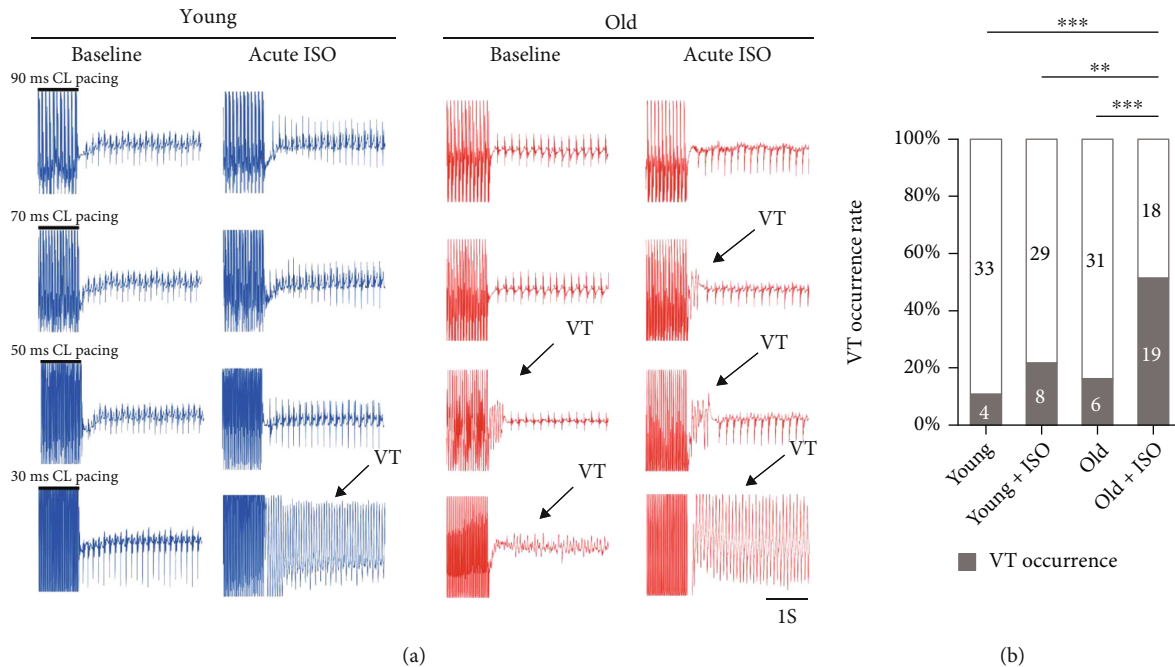 Young
Old
Baseline
Acute ISO
Baseline
Acute ISO
90 ms CL pacing
70 ms CL pacing
VT
50 ms CL pacing
VT
VT
30 ms CL pacing
VT
VT
VT
1S
(a)
***
**
***
VT occurrence rate
100%
80%
60%
40%
20%
0%
33
29
31
18
4
8
6
19
Young
Young + ISO
Old
Old + ISO
VT occurrence
(b)